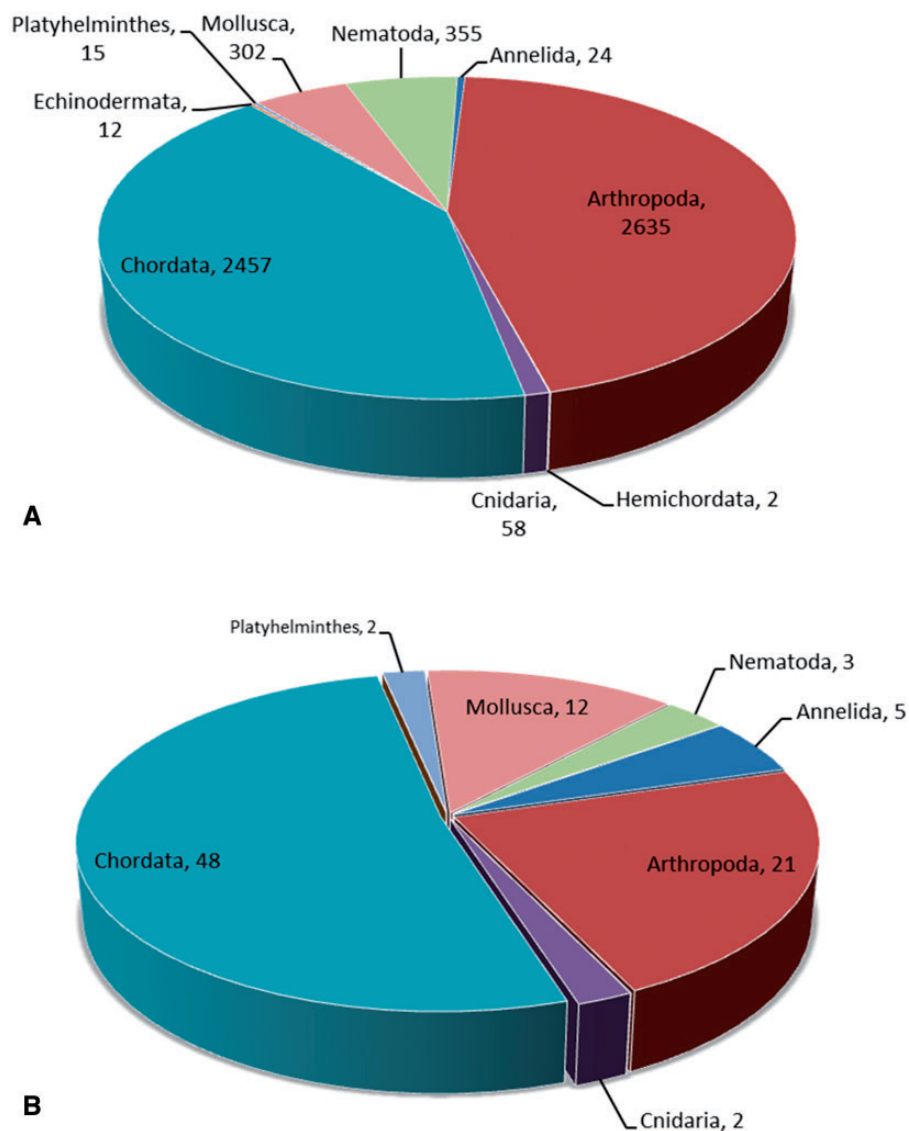 Platyhelminthes,
15
Mollusca,
302
Nematoda, 355
Annelida, 24
Echinodermata,
12
Arthropoda,
2635
Chordata, 2457
Cnidaria,
58
Hemichordata, 2
A
Platyhelminthes, 2
Mollusca, 12
Nematoda, 3
Annelida, 5
Chordata, 48
Arthropoda, 21
Cnidaria, 2
B